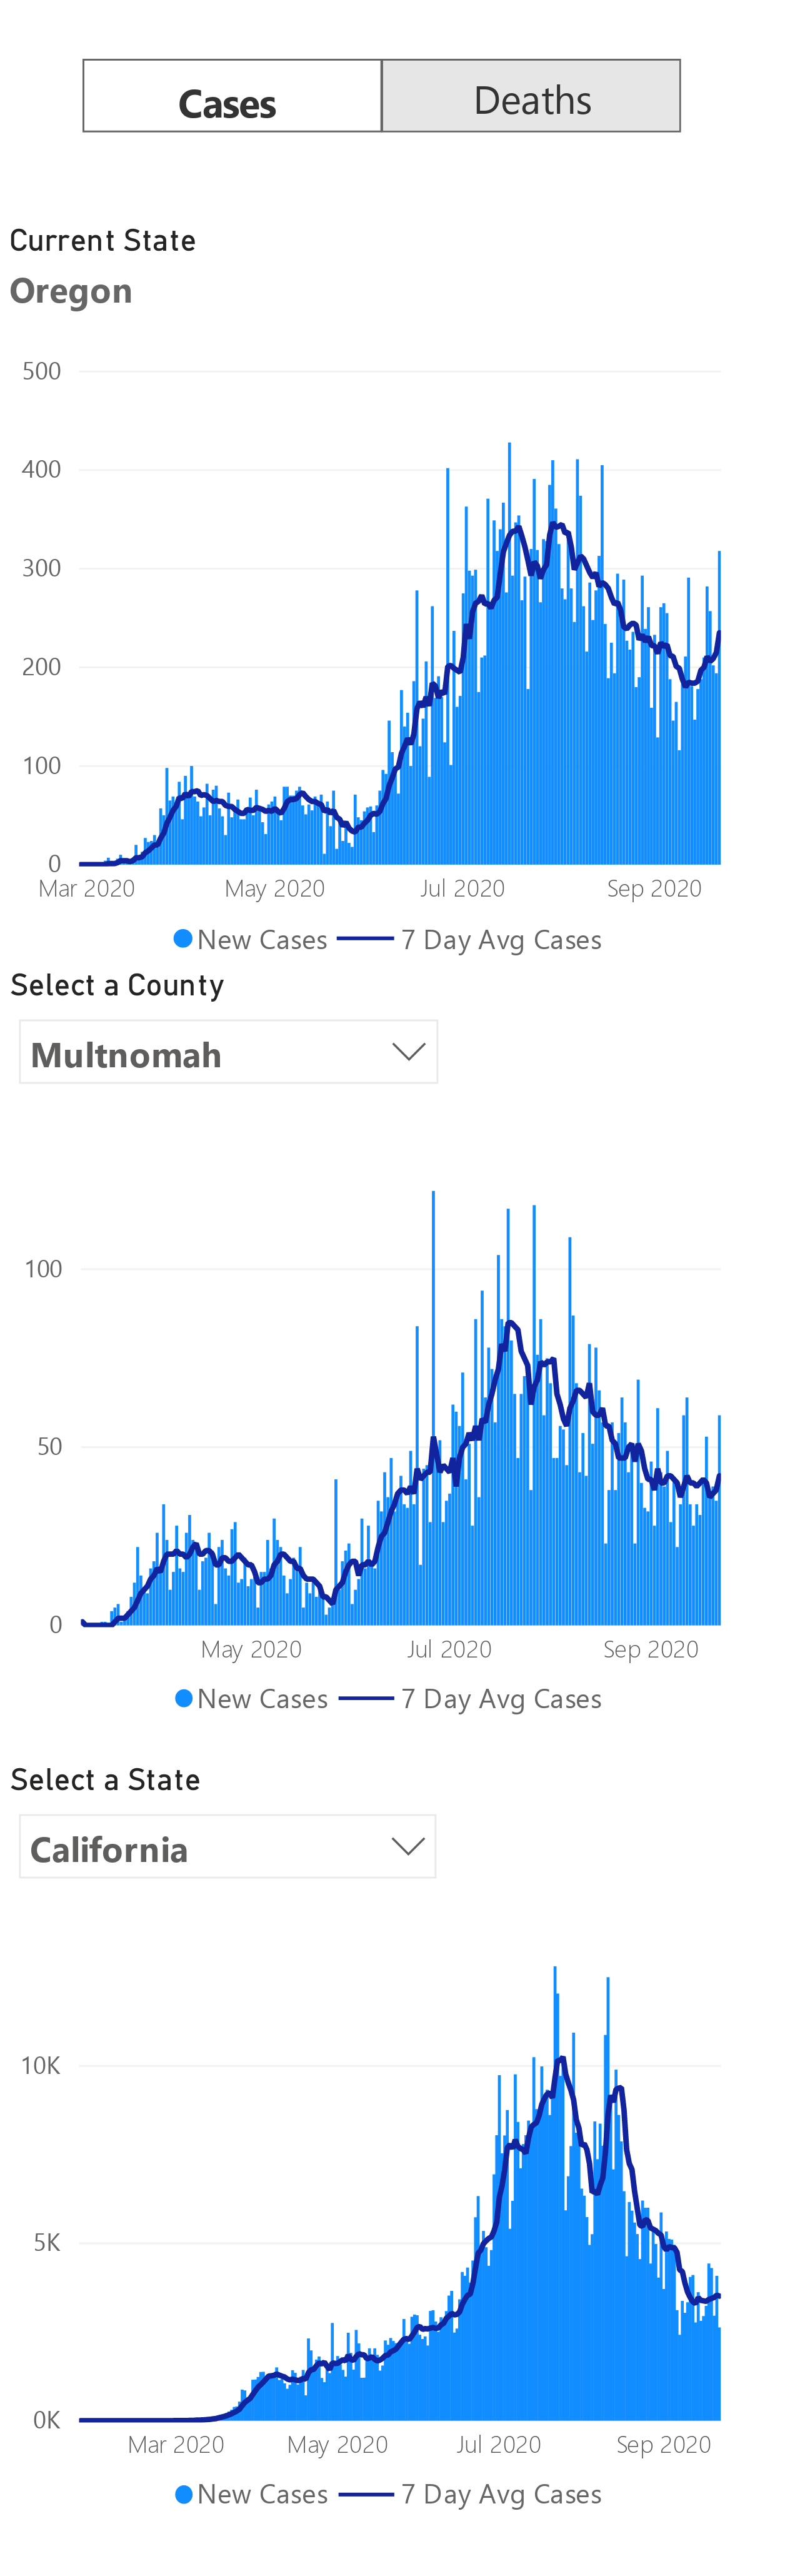 Cases Deaths
Current State
Oregon
500
400
300
200
100
0
Mar 2020 May 2020 Jul 2020 Sep 2020
New Cases 7 Day Avg Cases
Select a County
Multnomah
100
50
0
May 2020 Jul 2020 Sep 2020
New Cases 7 Day Avg Cases
Select a State
California
10K
5K
0K
Mar 2020 May 2020 Jul 2020 Sep 2020
New Cases 7 Day Avg Cases